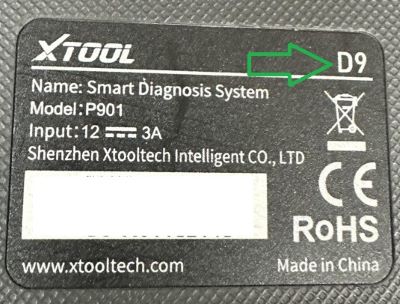 XTOOL
D9
Name: Smart Diagnosis System
Model:P901
Input:12 ⎓ 3A
Shenzhen Xtooltech Intelligent CO., LTD
CE
RoHS
www.xtooltech.com
Made in China